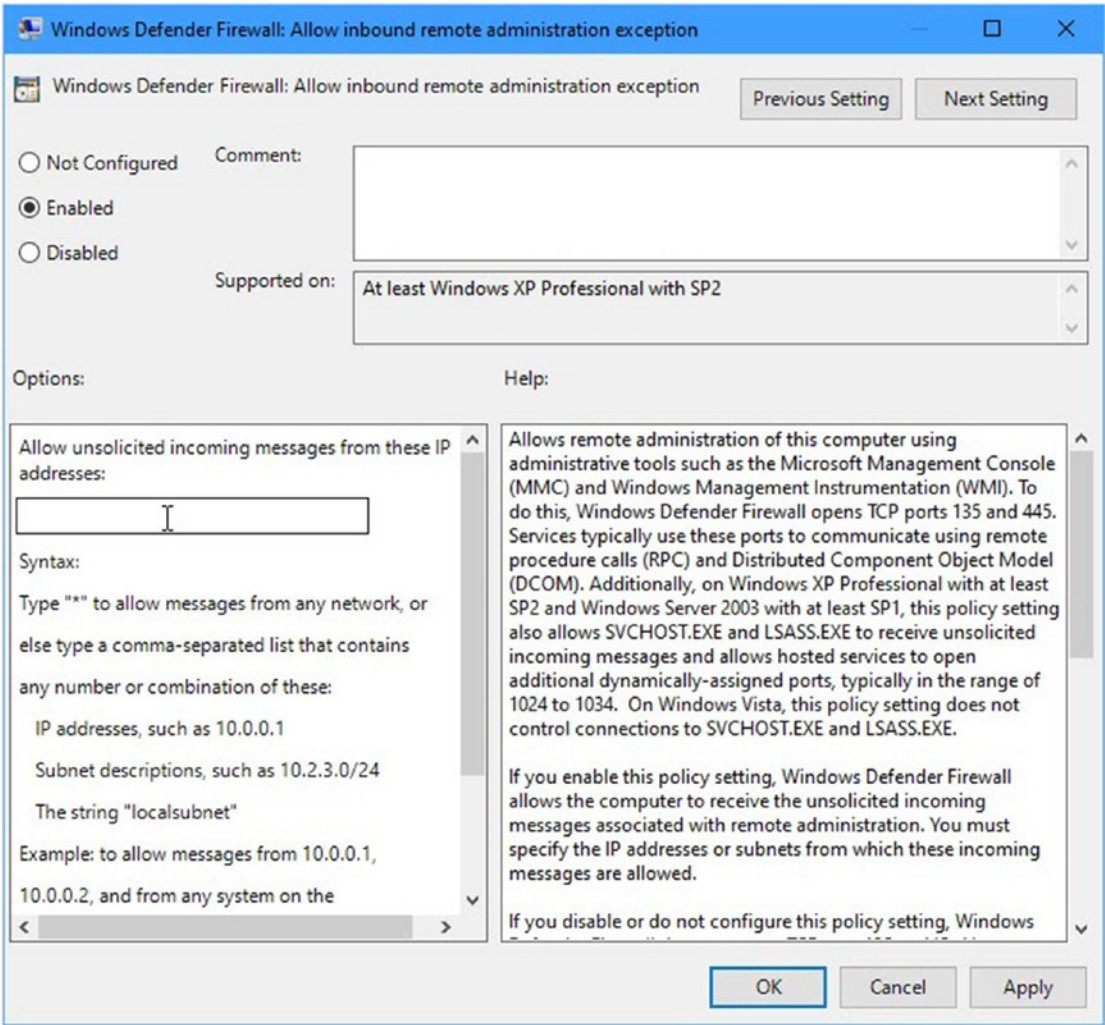 Windows Defender Firewall: Allow inbound remote administration exception
Windows Defender Firewall: Allow inbound remote administration exception
Previous Setting
Next Setting
Not Configured
Enabled
Disabled
Comment:
Supported on:
At least Windows XP Professional with SP2
Options:
Help:
Allow unsolicited incoming messages from these IP
addresses:
Syntax:
Type "*" to allow messages from any network, or
else type a comma-separated list that contains
any number or combination of these:
IP addresses, such as 10.0.0.1
Subnet descriptions, such as 10.2.3.0/24
The string "localsubnet"
Example: to allow messages from 10.0.0.1,
10.0.0.2, and from any system on the
Allows remote administration of this computer using
administrative tools such as the Microsoft Management Console
(MMC) and Windows Management Instrumentation (WMI). To
do this, Windows Defender Firewall opens TCP ports 135 and 445.
Services typically use these ports to communicate using remote
procedure calls (RPC) and Distributed Component Object Model
(DCOM). Additionally, on Windows XP Professional with at least
SP2 and Windows Server 2003 with at least SP1, this policy setting
also allows SVCHOST.EXE and LSASS.EXE to receive unsolicited
incoming messages and allows hosted services to open
additional dynamically-assigned ports, typically in the range of
1024 to 1034. On Windows Vista, this policy setting does not
control connections to SVCHOST.EXE and LSASS.EXE.
If you enable this policy setting, Windows Defender Firewall
allows the computer to receive the unsolicited incoming
messages associated with remote administration. You must
specify the IP addresses or subnets from which these incoming
messages are allowed.
If you disable or do not configure this policy setting, Windows
OK
Cancel
Apply